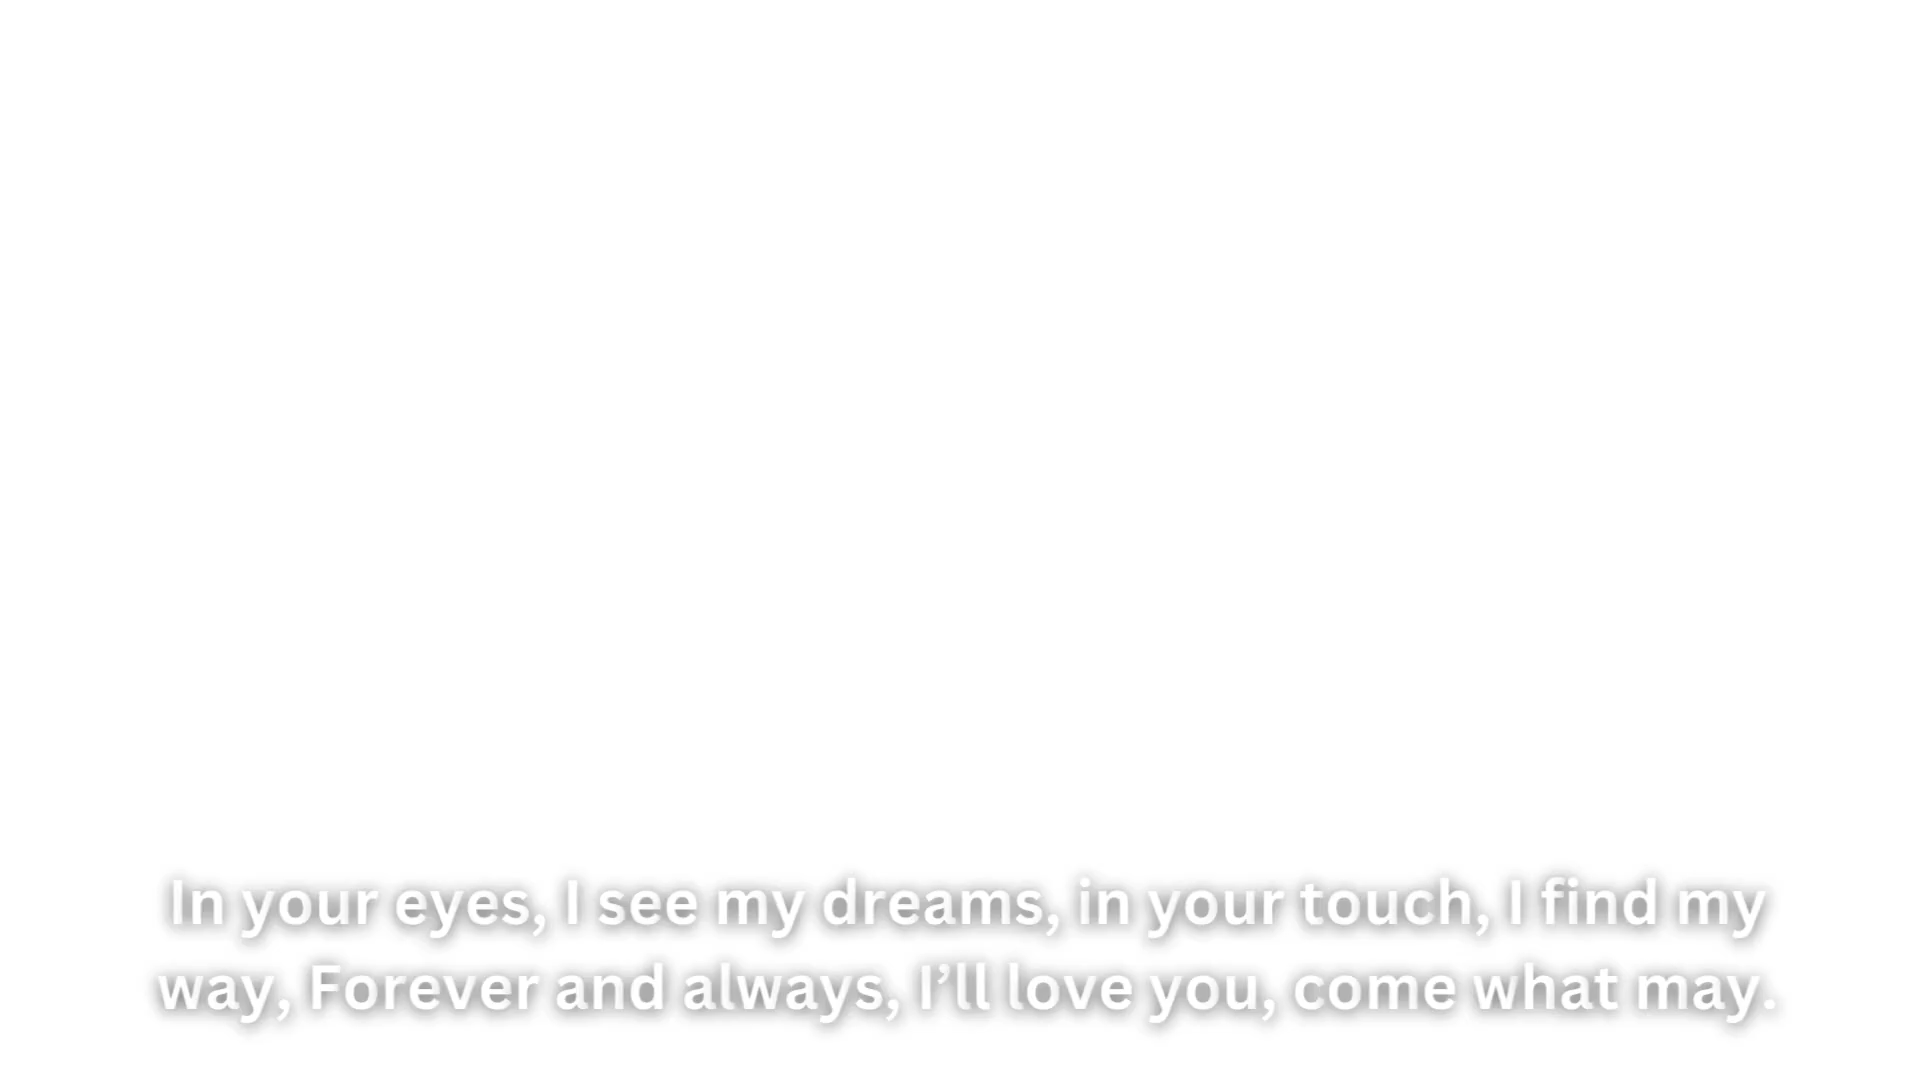 In your eyes, I see my dreams, in your touch, I find my
way, Forever and always, I’ll love you, come what may.